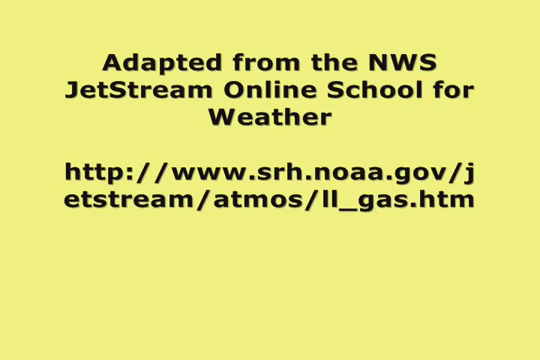 Adapted from the NWS
JetStream Online School for
Weather
http://www.srh.noaa.gov/j
etstream/atmos/ll_gas.htm